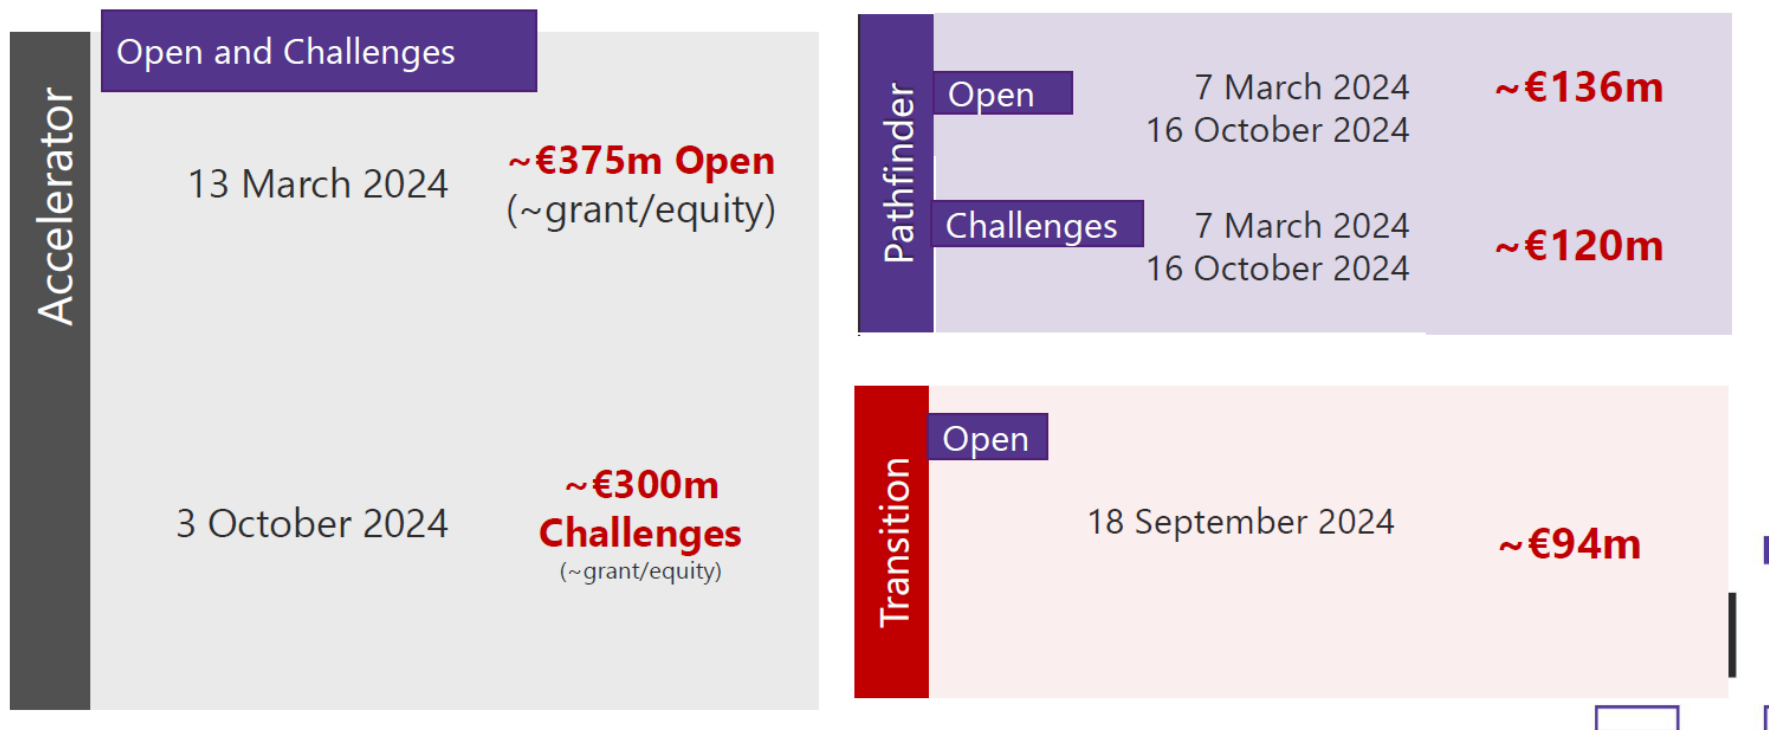 Accelerator
Open and Challenges
13 March 2024
~€375m Open
(~grant/equity)
3 October 2024
~€300m
Challenges
(~grant/equity)
Pathfinder
Open
7 March 2024
16 October 2024
~€136m
Challenges
7 March 2024
16 October 2024
~€120m
Transition
Open
18 September 2024
~€94m